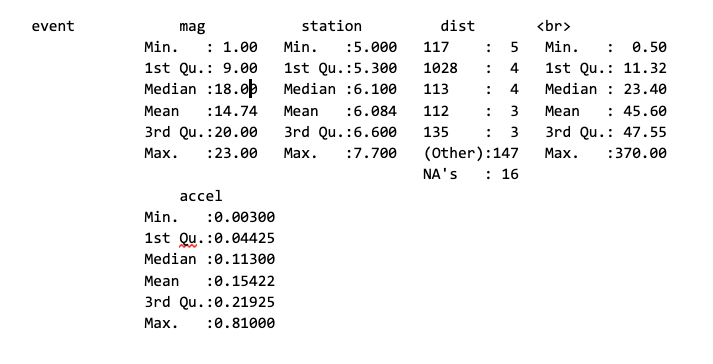 event             mag            station          dist       <br>
Min.   : 1.00   Min.   :5.000   117    :  5   Min.   :  0.50
1st Qu.: 9.00   1st Qu.:5.300   1028   :  4   1st Qu.: 11.32
Median :18.00   Median :6.100   113    :  4   Median : 23.40
Mean   :14.74   Mean   :6.084   112    :  3   Mean   : 45.60
3rd Qu.:20.00   3rd Qu.:6.600   135    :  3   3rd Qu.: 47.55
Max.   :23.00   Max.   :7.700   (Other):147   Max.   :370.00
NA's   : 16
accel
Min.   :0.00300
1st Qu.:0.04425
Median :0.11300
Mean   :0.15422
3rd Qu.:0.21925
Max.   :0.81000